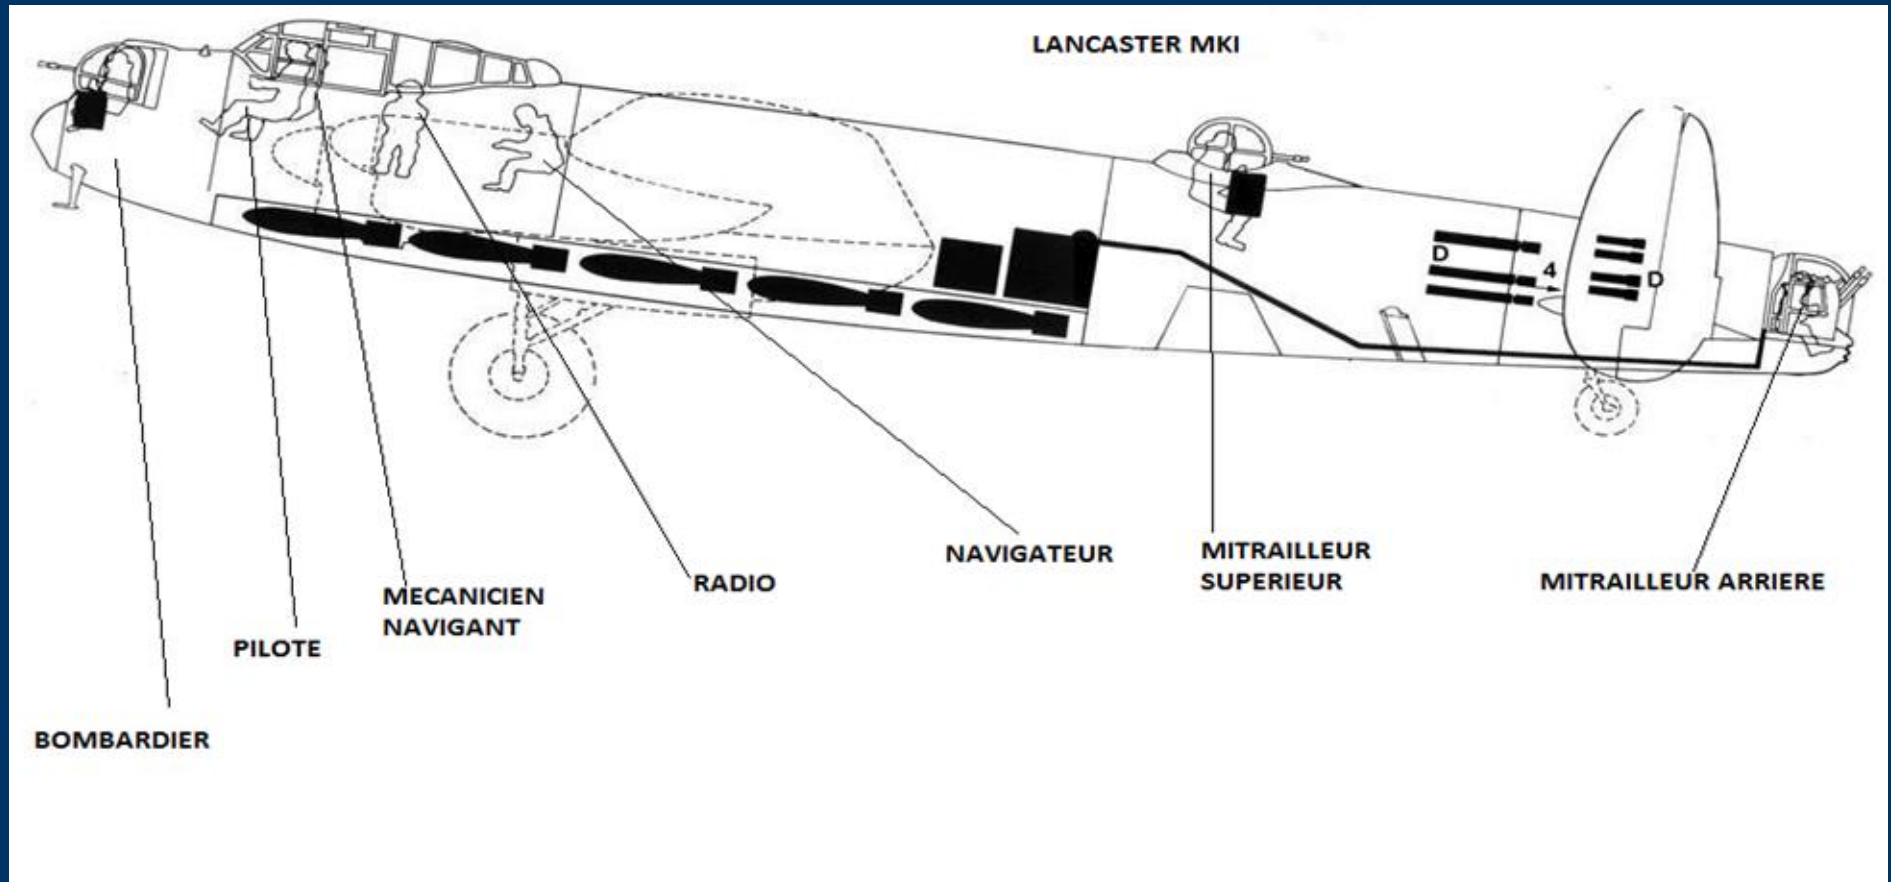 LANCASTER MKI
D
4
D
NAVIGATEUR
MITRAILLEUR
SUPERIEUR
MITRAILLEUR ARRIERE
RADIO
MECANICIEN
NAVIGANT
PILOTE
BOMBARDIER